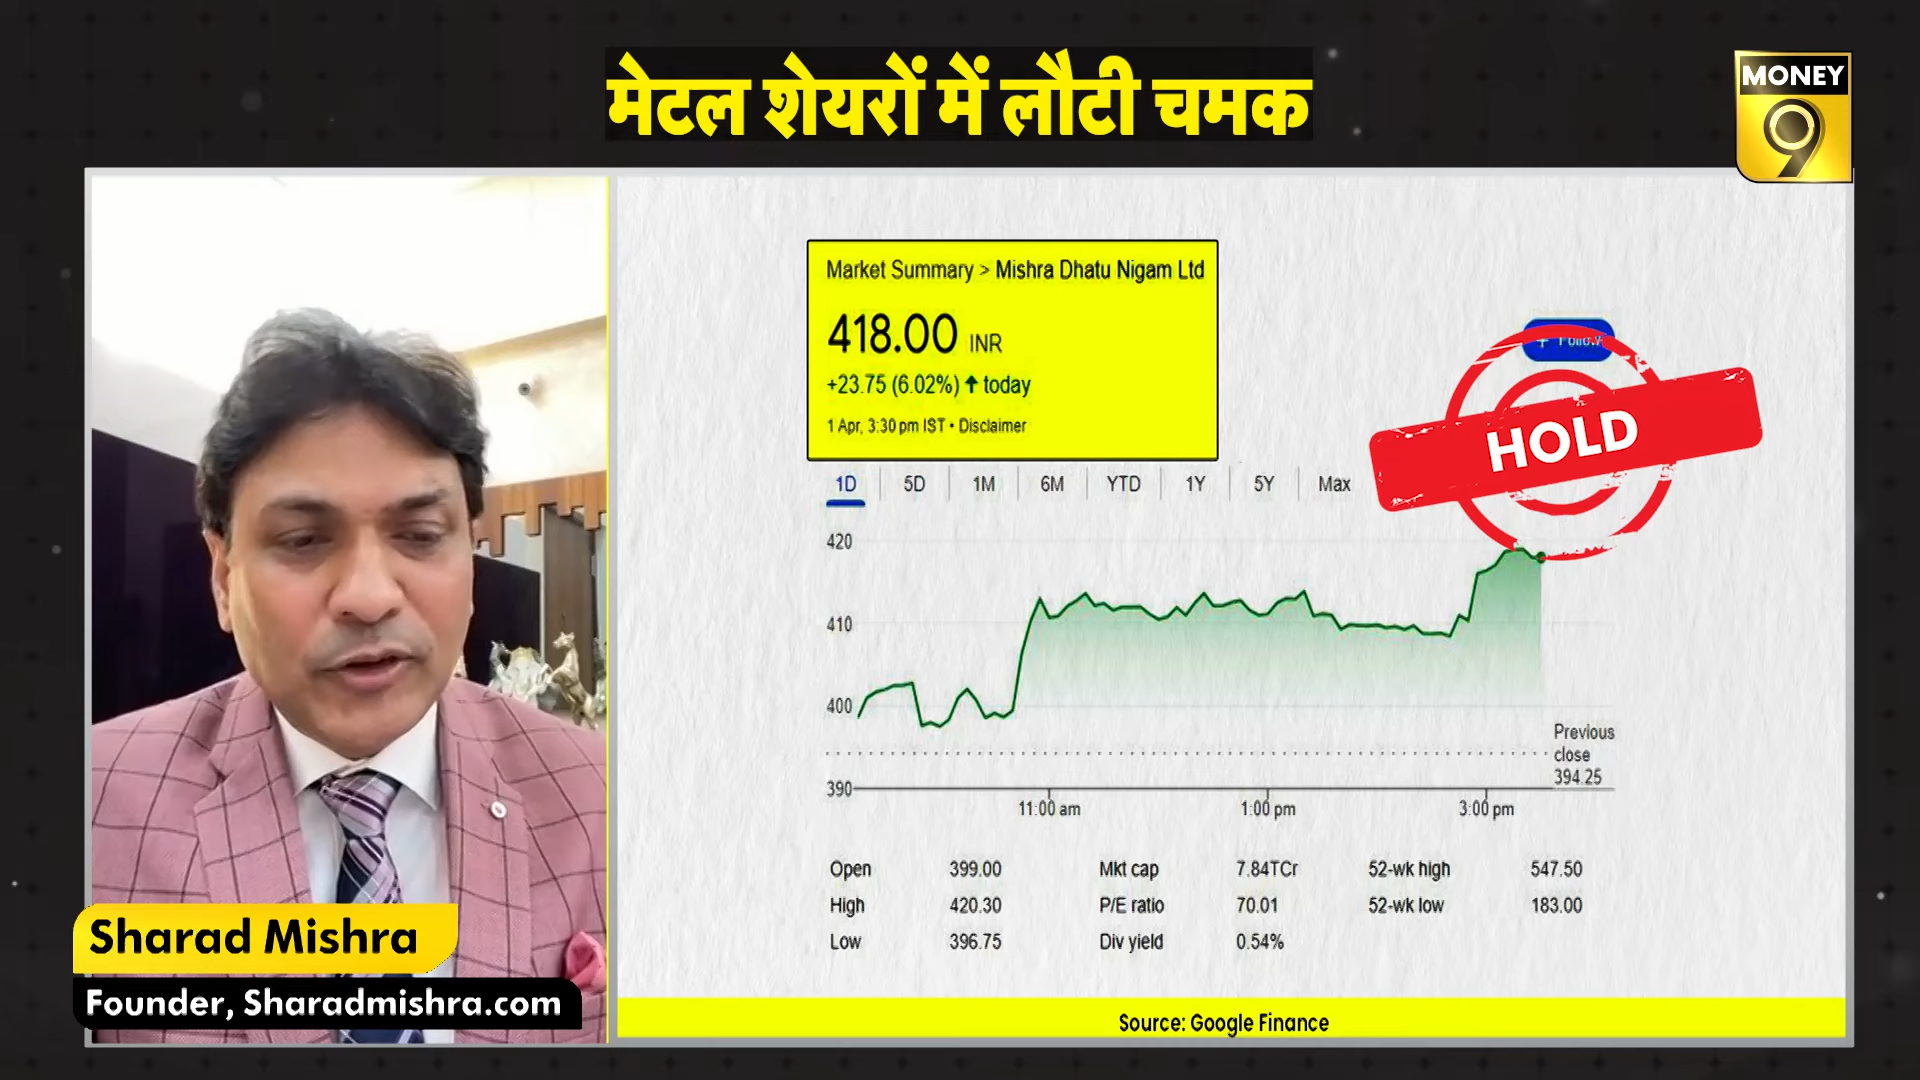 मेटल शेयरों में लौटी चमक
MONEY
9
Market Summary > Mishra Dhatu Nigam Ltd
418.00 INR
+23.75 (6.02%) ↑ today
1 Apr, 3:30 pm IST • Disclaimer
+ Follow
HOLD
1D 5D 1M 6M YTD 1Y 5Y Max
420
410
400
390
Previous
close
394.25
11:00 am 1:00 pm 3:00 pm
Open 399.00 Mkt cap 7.84TCr 52-wk high 547.50
High 420.30 P/E ratio 70.01 52-wk low 183.00
Low 396.75 Div yield 0.54%
Sharad Mishra
Founder, Sharadmishra.com
Source: Google Finance